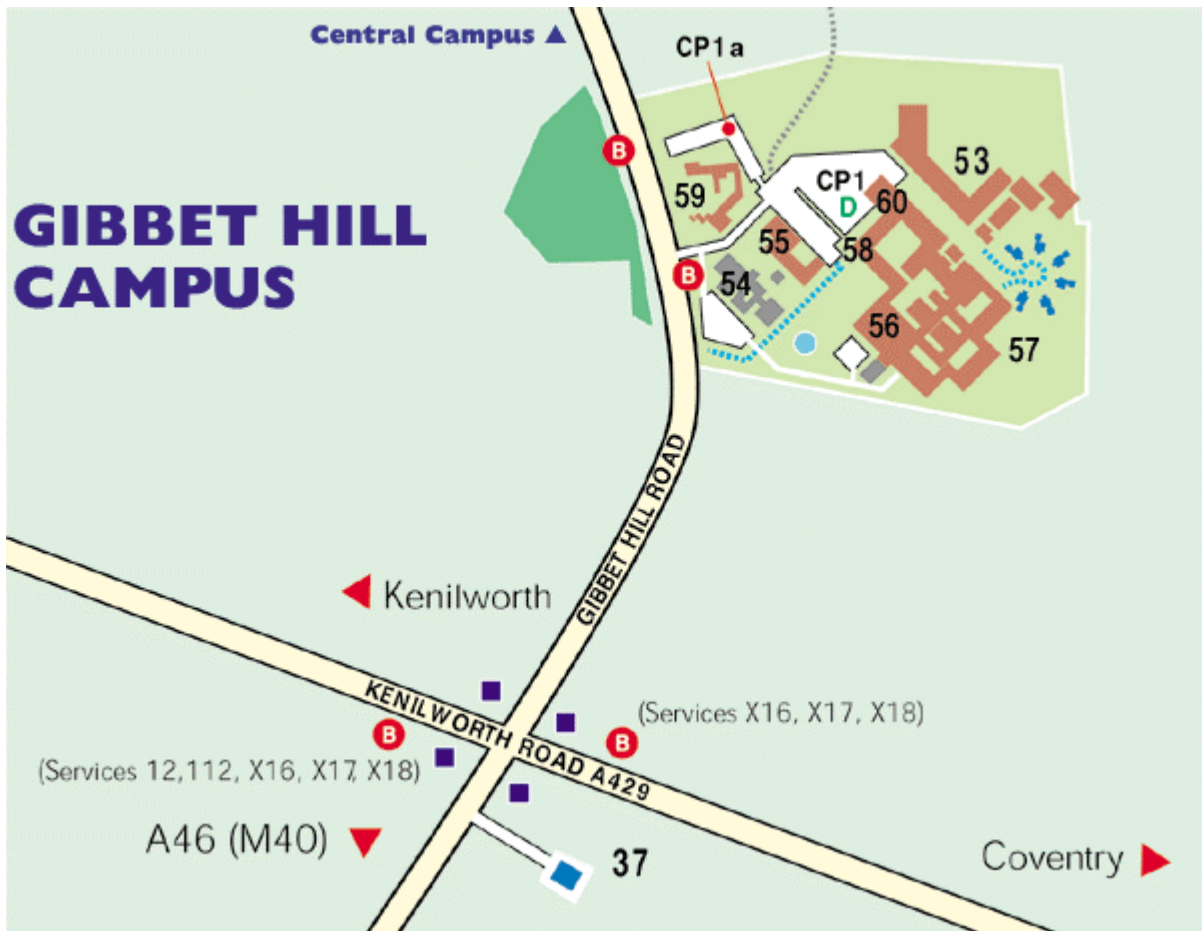 Central Campus
CP1a
B
53
GIBBET HILL
CAMPUS
59
CP1
D
60
55
58
B
54
56
57
GIBBET HILL ROAD
Kenilworth
KENILWORTH ROAD A429
(Services X16, X17, X18)
B
B
(Services 12,112, X16, X17, X18)
A46 (M40)
37
Coventry